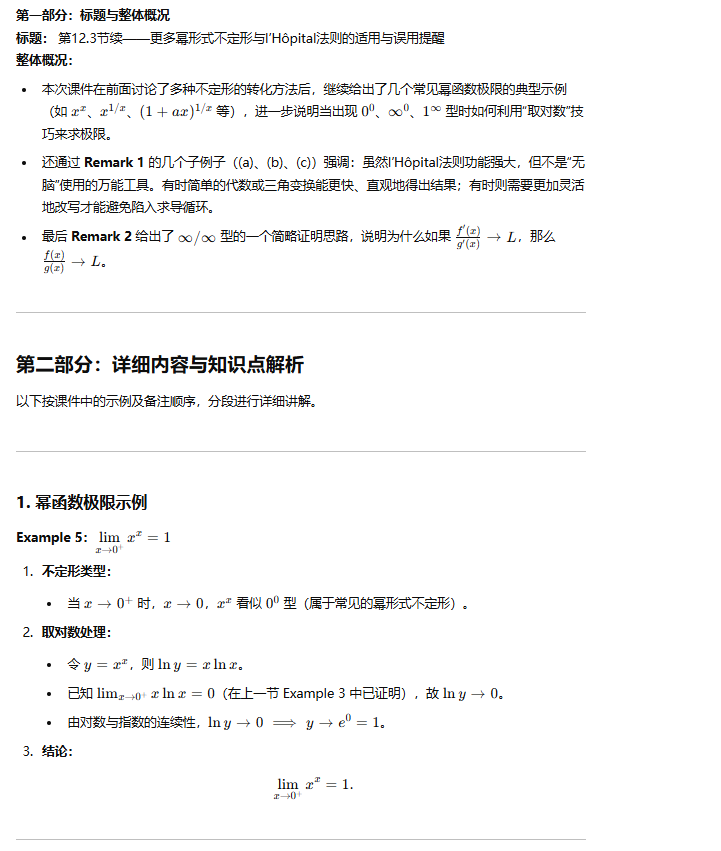 第一部分：标题与整体概况
标题： 第12.3节续——更多幂形式不定形与l’Hôpital法则的适用与误用提醒
整体概况：
• 本次课件在前面讨论了多种不定形的转化方法后，继续给出了几个常见幂函数极限的典型示例
（如 x^x、x^{1/x}、(1 + ax)^{1/x} 等），进一步说明当出现 0^0、∞^0、1^∞ 型时如何利用“取对数”技
巧来求极限。
• 还通过 Remark 1 的几个子例子（(a)、(b)、(c)）强调：虽然l’Hôpital法则功能强大，但不是“无
脑”使用的万能工具。有时简单的代数或三角变换能更快、直观地得出结果；有时则需要更加灵活
地改写才能避免陷入求导循环。
• 最后 Remark 2 给出了 ∞/∞ 型的一个简略证明思路，说明为什么如果 f′(x)/g′(x) → L，那么
f(x)/g(x) → L。
第二部分：详细内容与知识点解析
以下按课件中的示例及备注顺序，分段进行详细讲解。
1. 幂函数极限示例
Example 5： lim_{x→0^+} x^x = 1
1. 不定形类型：
• 当 x → 0^+ 时，x → 0，x^x 看似 0^0 型（属于常见的幂形式不定形）。
2. 取对数处理：
• 令 y = x^x，则 ln y = x ln x。
• 已知 lim_{x→0^+} x ln x = 0（在上一节 Example 3 中已证明），故 ln y → 0。
• 由对数与指数的连续性，ln y → 0 ⟹ y → e^0 = 1。
3. 结论：
lim_{x→0^+} x^x = 1.